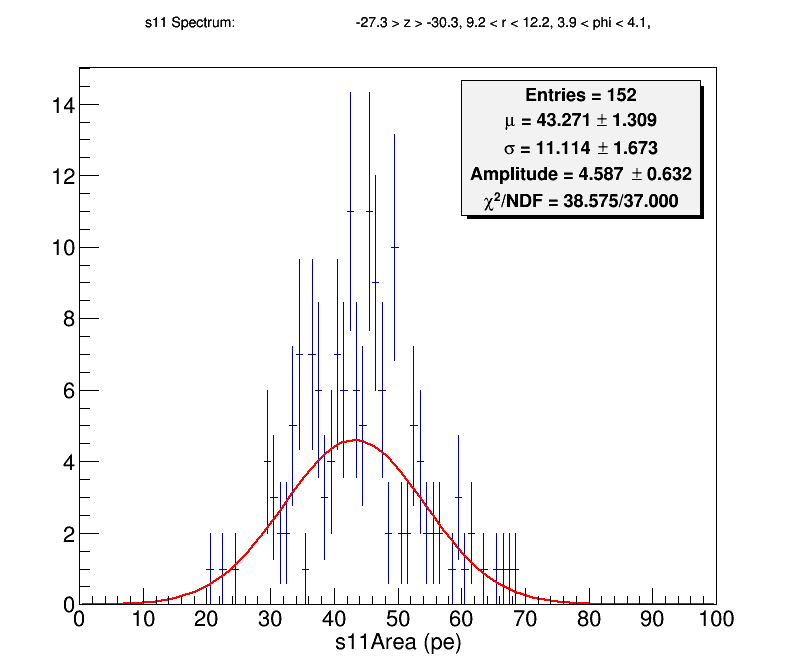 s11 Spectrum: -27.3 > z > -30.3, 9.2 < r < 12.2, 3.9 < phi < 4.1,
Entries = 152
μ = 43.271 ± 1.309
σ = 11.114 ± 1.673
Amplitude = 4.587 ± 0.632
χ²/NDF = 38.575/37.000
14
12
10
8
6
4
2
0
0 10 20 30 40 50 60 70 80 90 100
s11Area (pe)